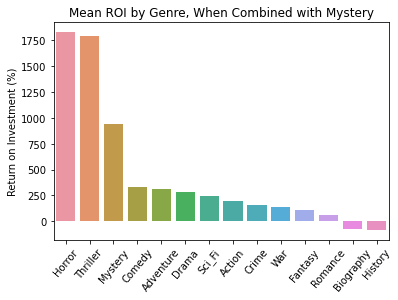 Mean ROI by Genre, When Combined with Mystery
Return on Investment (%)
1750
1500
1250
1000
750
500
250
0
Horror
Thriller
Mystery
Comedy
Adventure
Drama
Sci_Fi
Action
Crime
War
Fantasy
Romance
Biography
History